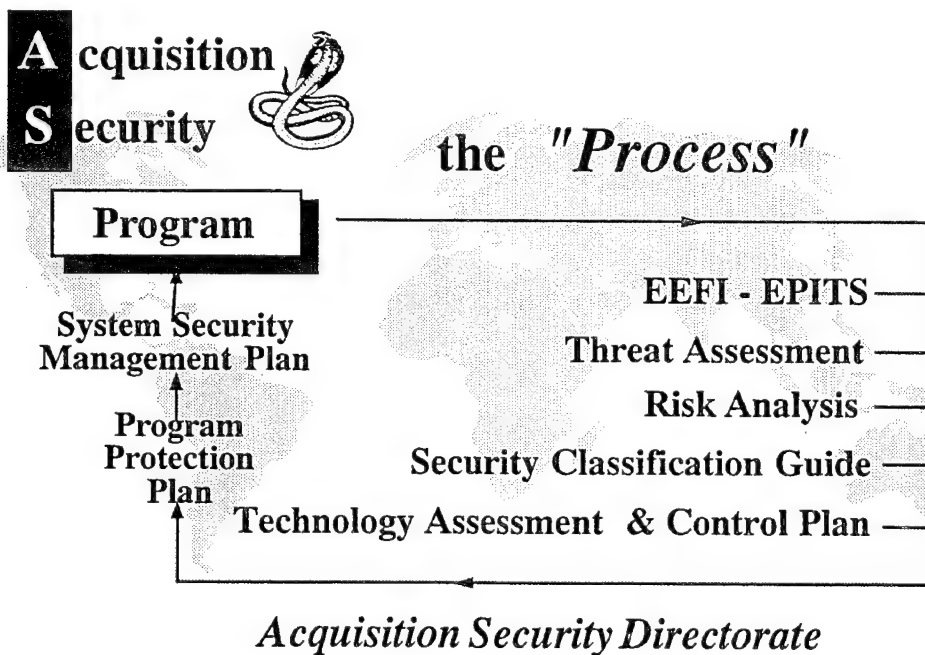 Acquisition
Security
the "Process"
Program
EEFI - EPITS
System Security
Management Plan
Threat Assessment
Risk Analysis
Program
Protection
Plan
Security Classification Guide
Technology Assessment & Control Plan
Acquisition Security Directorate